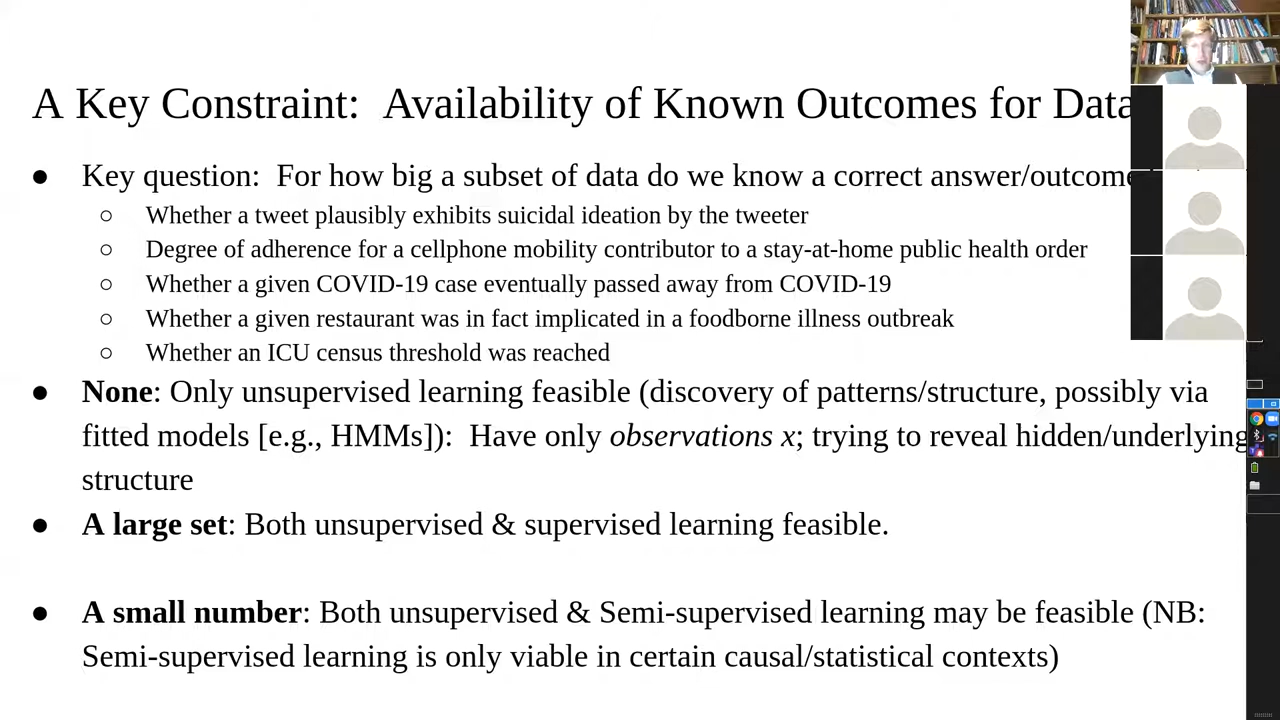 A Key Constraint:  Availability of Known Outcomes for Data
● Key question:  For how big a subset of data do we know a correct answer/outcome
○ Whether a tweet plausibly exhibits suicidal ideation by the tweeter
○ Degree of adherence for a cellphone mobility contributor to a stay-at-home public health order
○ Whether a given COVID-19 case eventually passed away from COVID-19
○ Whether a given restaurant was in fact implicated in a foodborne illness outbreak
○ Whether an ICU census threshold was reached
● None: Only unsupervised learning feasible (discovery of patterns/structure, possibly via
fitted models [e.g., HMMs]):  Have only observations x; trying to reveal hidden/underlying
structure
● A large set: Both unsupervised & supervised learning feasible.
● A small number: Both unsupervised & Semi-supervised learning may be feasible (NB:
Semi-supervised learning is only viable in certain causal/statistical contexts)